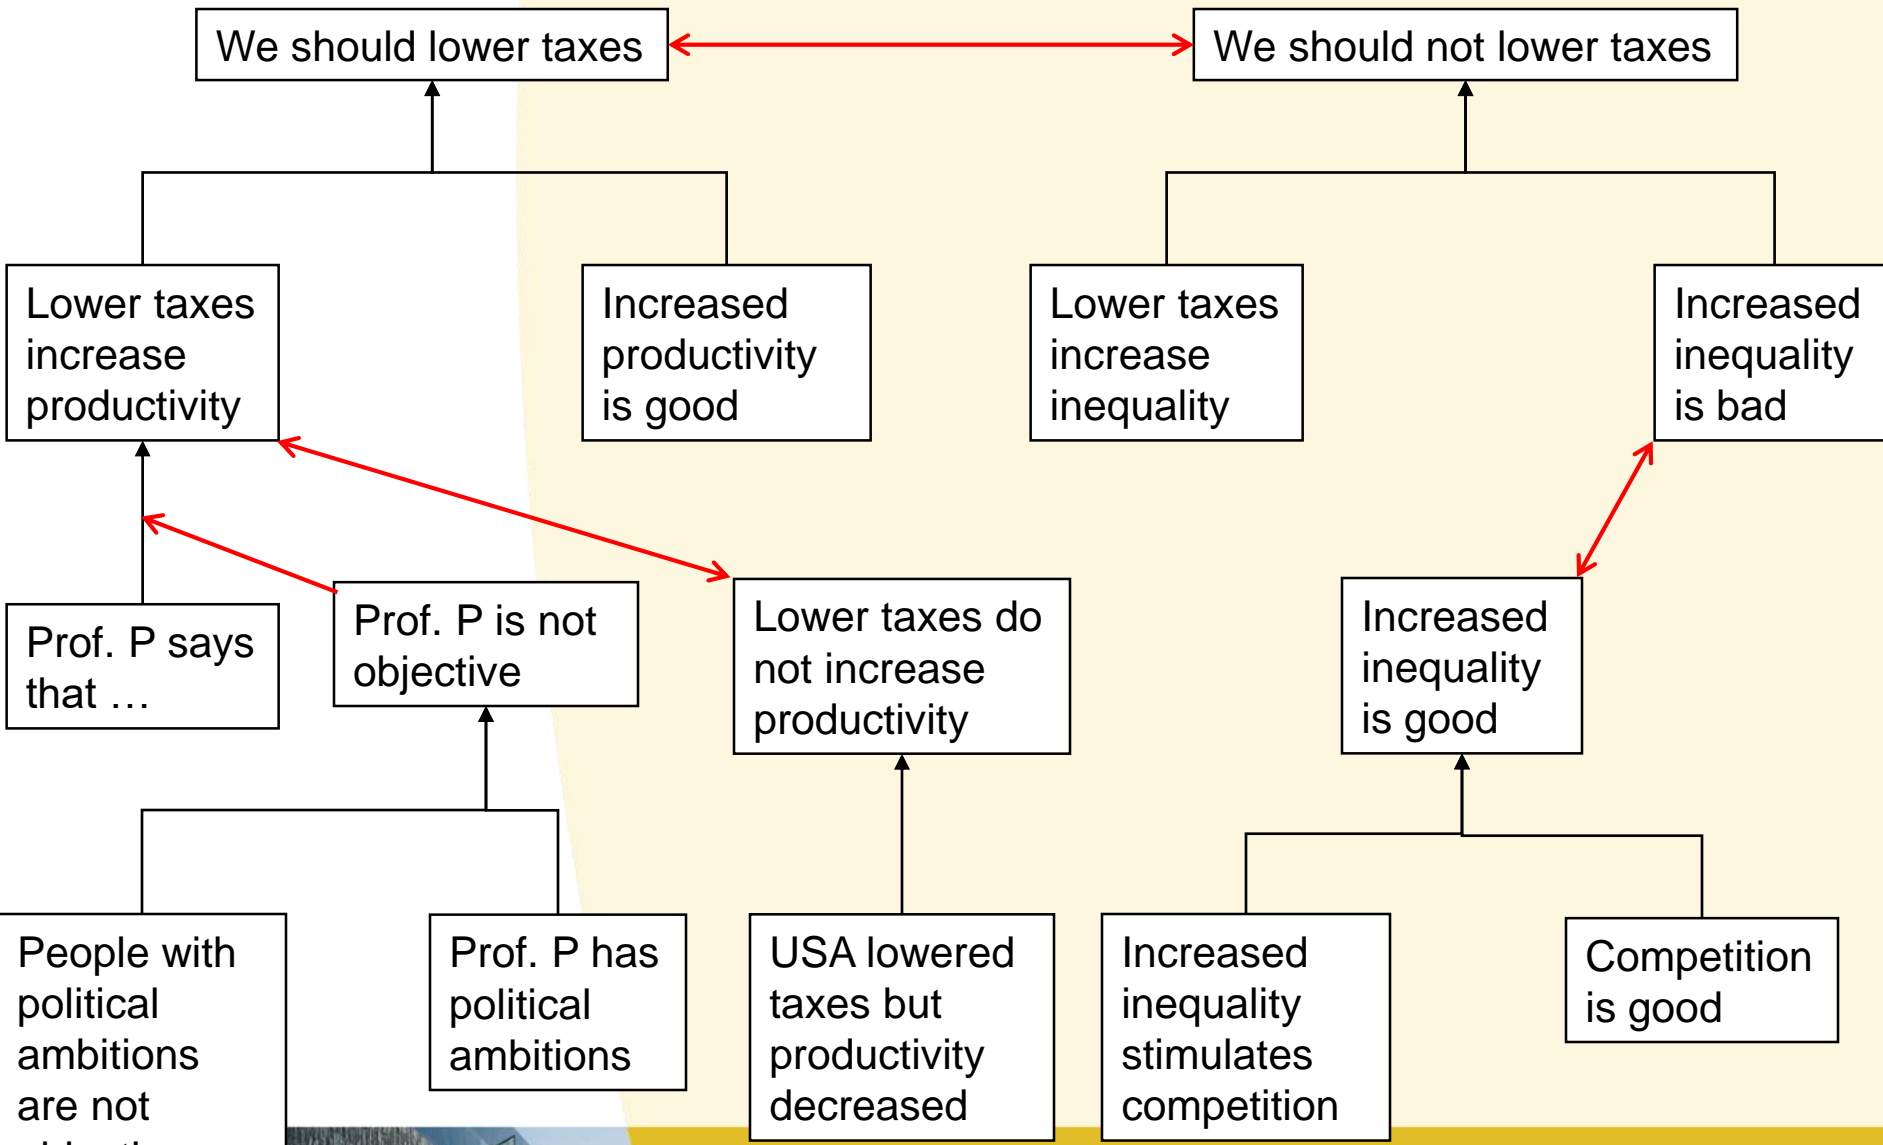 We should lower taxes
We should not lower taxes
Lower taxes
increase
productivity
Increased
productivity
is good
Lower taxes
increase
inequality
Increased
inequality
is bad
Prof. P says
that …
Prof. P is not
objective
Lower taxes do
not increase
productivity
Increased
inequality
is good
People with
political
ambitions
are not
Prof. P has
political
ambitions
USA lowered
taxes but
productivity
decreased
Increased
inequality
stimulates
competition
Competition
is good